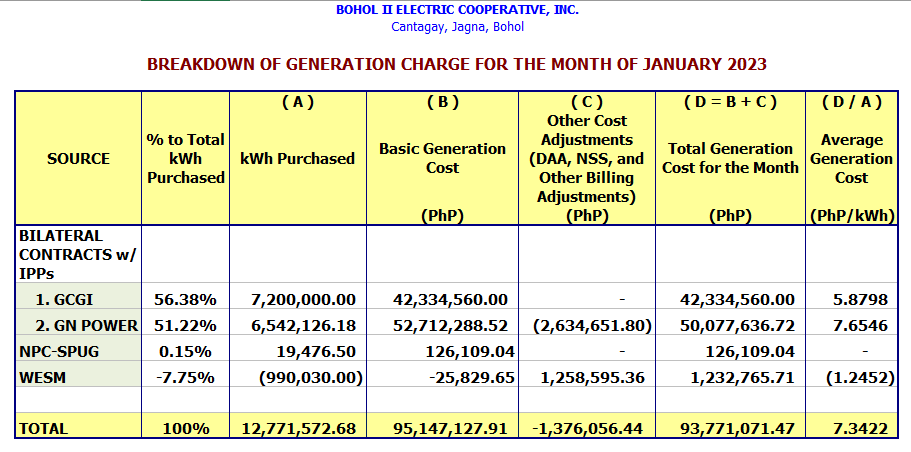 BOHOL II ELECTRIC COOPERATIVE, INC.
Cantagay, Jagna, Bohol
BREAKDOWN OF GENERATION CHARGE FOR THE MONTH OF JANUARY 2023
SOURCE
% to Total
kWh
Purchased
( A )
kWh Purchased
( B )
Basic Generation
Cost
(PhP)
( C )
Other Cost
Adjustments
(DAA, NSS, and
Other Billing
Adjustments)
(PhP)
( D = B + C )
Total Generation
Cost for the Month
(PhP)
( D / A )
Average
Generation
Cost
(PhP/kWh)
BILATERAL
CONTRACTS w/
IPPs
1. GCGI 56.38% 7,200,000.00 42,334,560.00 - 42,334,560.00 5.8798
2. GN POWER 51.22% 6,542,126.18 52,712,288.52 (2,634,651.80) 50,077,636.72 7.6546
NPC-SPUG 0.15% 19,476.50 126,109.04 - 126,109.04 -
WESM -7.75% (990,030.00) -25,829.65 1,258,595.36 1,232,765.71 (1.2452)
TOTAL 100% 12,771,572.68 95,147,127.91 -1,376,056.44 93,771,071.47 7.3422